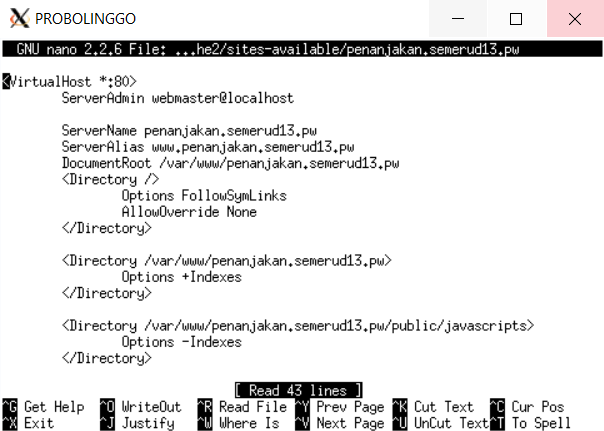 PROBOLINGGO
GNU nano 2.2.6 File: ...he2/sites-available/penanjakan.semerud13.pw
<VirtualHost *:80>
ServerAdmin webmaster@localhost
ServerName penanjakan.semerud13.pw
ServerAlias www.penanjakan.semerud13.pw
DocumentRoot /var/www/penanjakan.semerud13.pw
<Directory />
Options FollowSymLinks
AllowOverride None
</Directory>
<Directory /var/www/penanjakan.semerud13.pw>
Options +Indexes
</Directory>
<Directory /var/www/penanjakan.semerud13.pw/public/javascripts>
Options -Indexes
</Directory>
[ Read 43 lines ]
^G Get Help ^O WriteOut ^R Read File ^Y Prev Page ^K Cut Text ^C Cur Pos
^X Exit ^J Justify ^W Where Is ^V Next Page ^U UnCut Text ^T To Spell